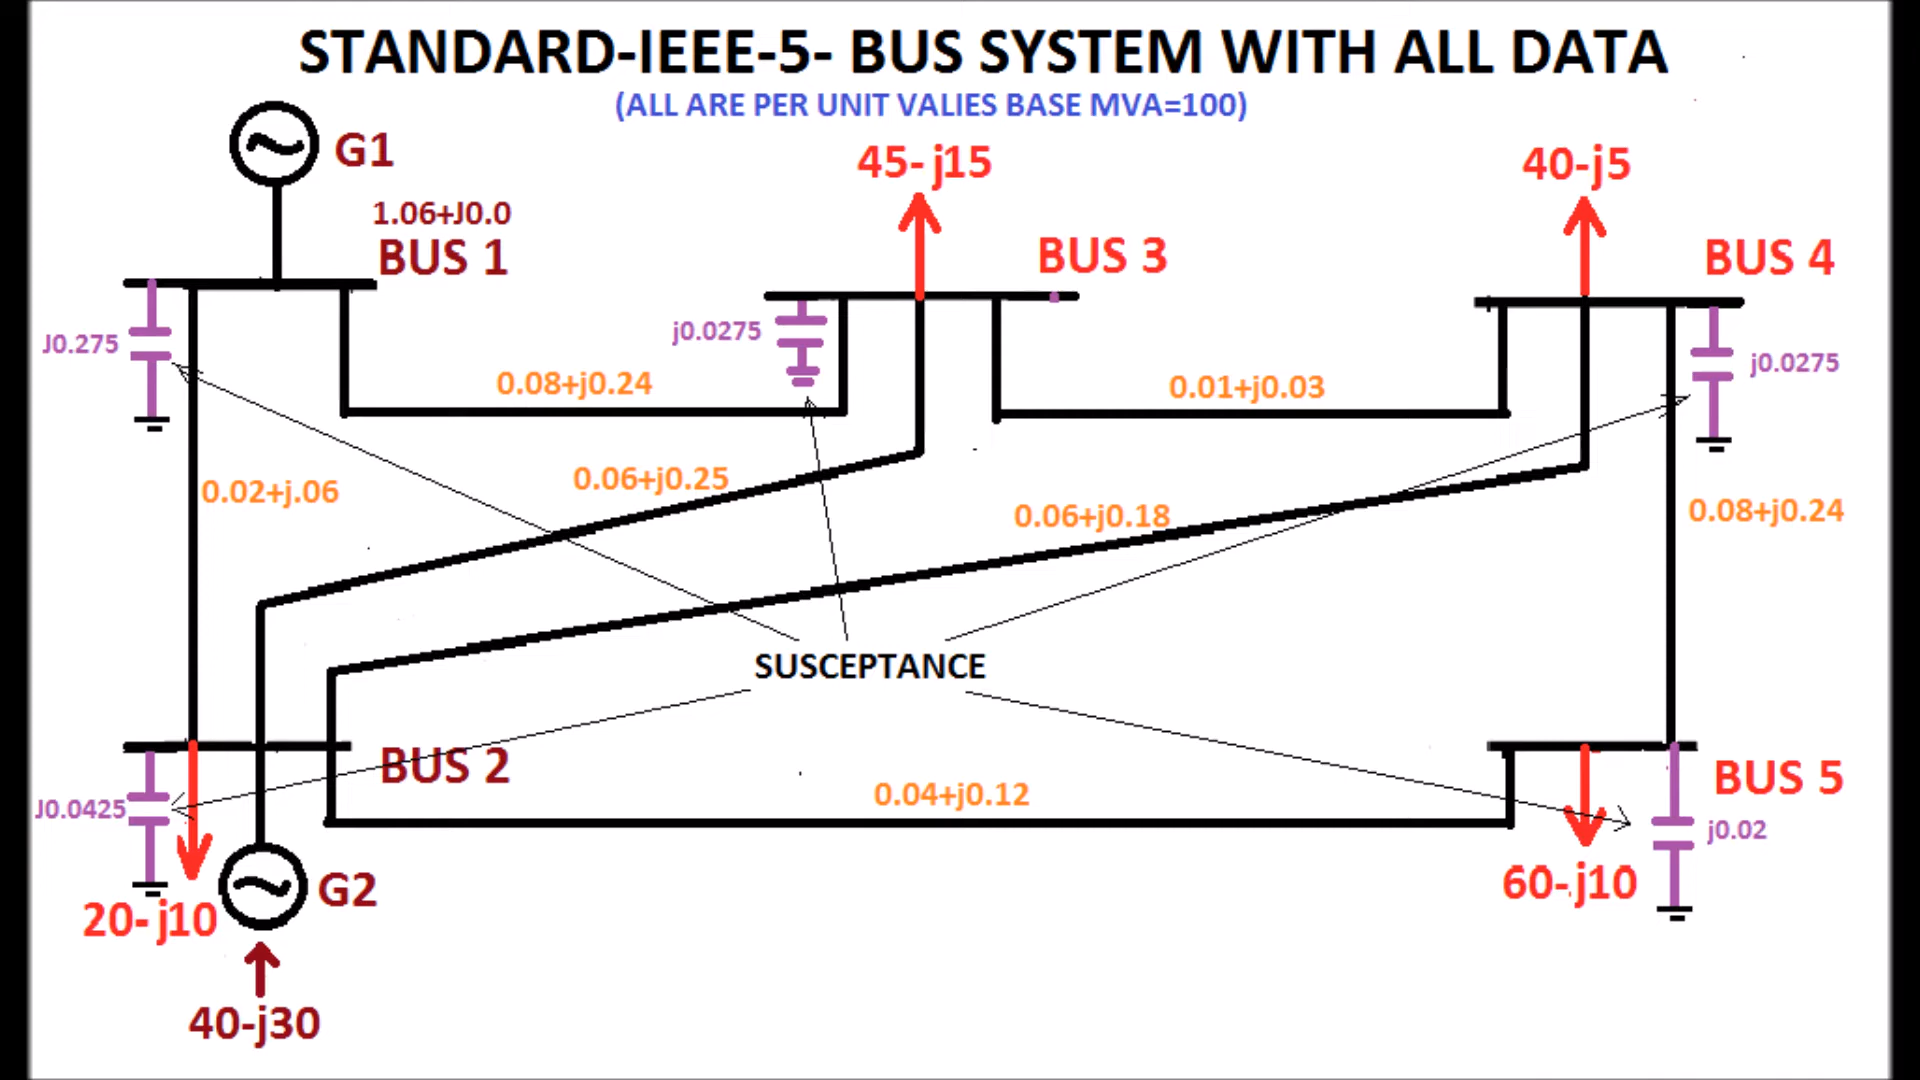 STANDARD-IEEE-5- BUS SYSTEM WITH ALL DATA
(ALL ARE PER UNIT VALIES BASE MVA=100)
G1
45-j15
40-j5
1.06+J0.0
BUS 1
BUS 3
BUS 4
J0.275
j0.0275
j0.0275
0.08+j0.24
0.01+j0.03
0.02+j.06
0.06+j0.25
0.06+j0.18
0.08+j0.24
SUSCEPTANCE
BUS 2
BUS 5
J0.0425
0.04+j0.12
j0.02
G2
60-j10
20-j10
40-j30